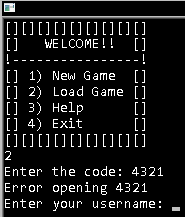 [][][][][][][][][][]
[]    WELCOME!!   []
!------------------!
[] 1) New Game    []
[] 2) Load Game   []
[] 3) Help        []
[] 4) Exit        []
[][][][][][][][][][]
2
Enter the code: 4321
Error opening 4321
Enter your username: _